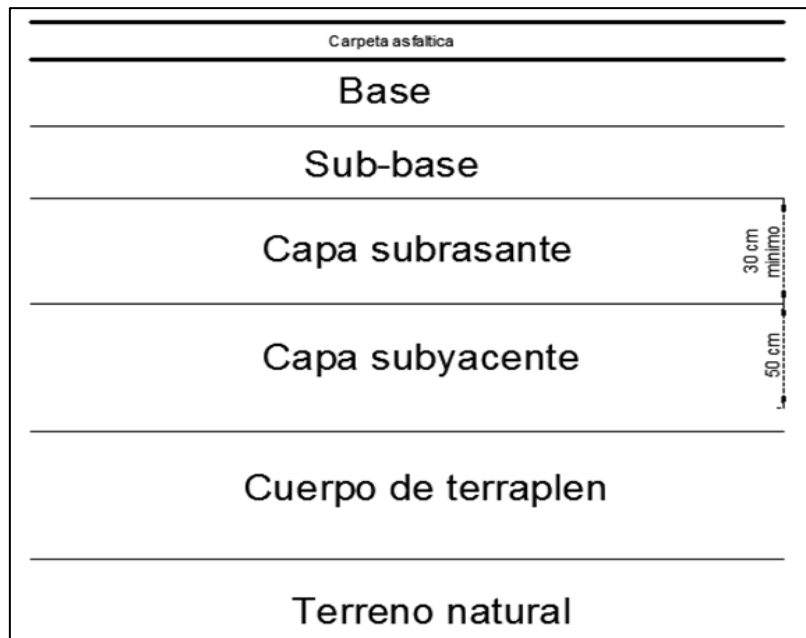 Carpeta asfaltica
Base
Sub-base
Capa subrasante
30 cm
minimo
Capa subyacente
50 cm
Cuerpo de terraplen
Terreno natural